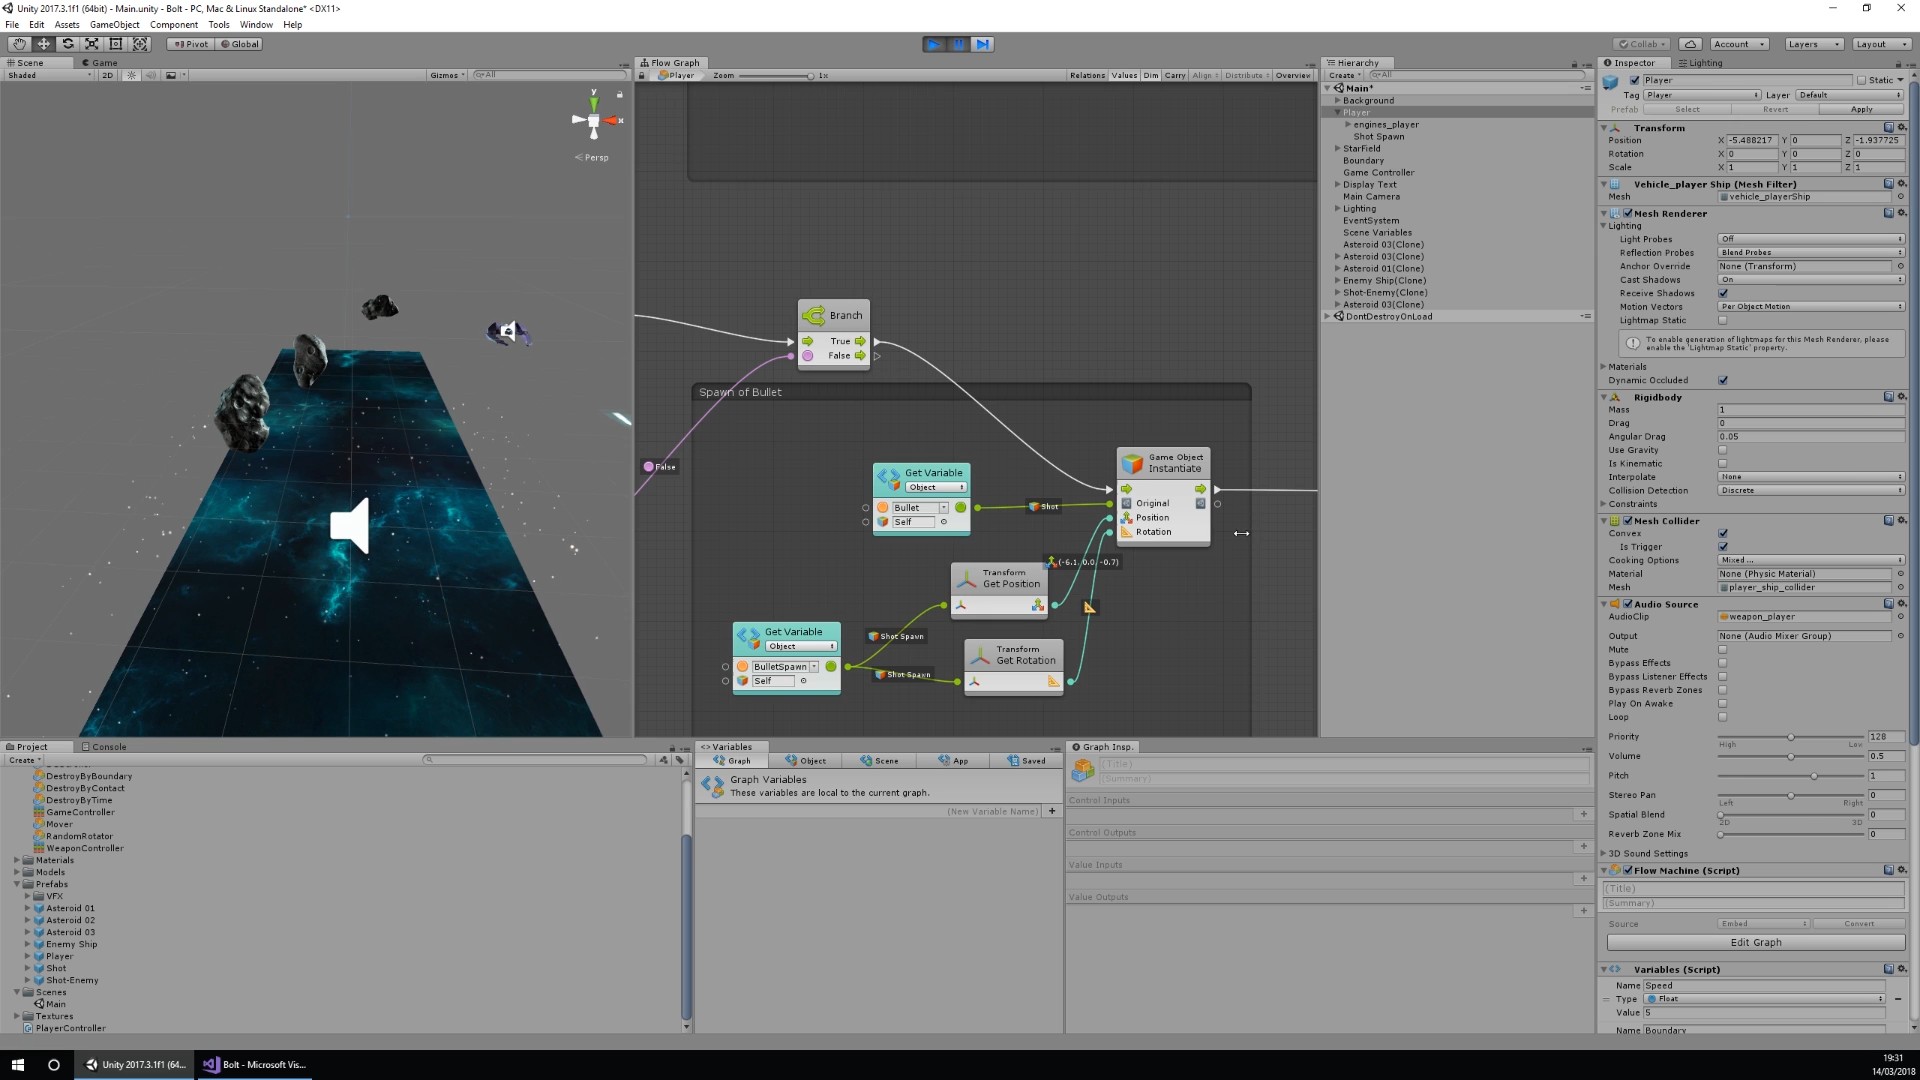 Unity 2017.3.1f1 (64bit) - Main.unity - Bolt - PC, Mac & Linux Standalone* <DX11>
File Edit Assets GameObject Component Tools Window Help
Pivot Global
Collab Account Layers Layout
Scene Game
Shaded 2D Gizmos All
y
x
Persp
Flow Graph
Player Zoom 1x Relations Values Dim Carry Align Distribute Overview
Branch
True
False
False
Spawn of Bullet
Get Variable
Object
Bullet
Self
Shot
Game Object
Instantiate
Original
Position
Rotation
(-6.1, 0.0, -0.7)
Transform
Get Position
Get Variable
Object
BulletSpawn
Self
Shot Spawn
Shot Spawn
Transform
Get Rotation
Hierarchy
Create All
Main*
Background
Player
engines_player
Shot Spawn
StarField
Boundary
Game Controller
Display Text
Main Camera
Lighting
EventSystem
Scene Variables
Asteroid 03(Clone)
Asteroid 03(Clone)
Asteroid 01(Clone)
Enemy Ship(Clone)
Shot-Enemy(Clone)
Asteroid 03(Clone)
DontDestroyOnLoad
Inspector Lighting
Player Static
Tag Player Layer Default
Prefab Select Revert Apply
Transform
Position X -5.488217 Y 0 Z -1.937725
Rotation X 0 Y 0 Z 0
Scale X 1 Y 1 Z 1
Vehicle_player Ship (Mesh Filter)
Mesh vehicle_playerShip
Mesh Renderer
Lighting
Light Probes Off
Reflection Probes Blend Probes
Anchor Override None (Transform)
Cast Shadows On
Receive Shadows
Motion Vectors Per Object Motion
Lightmap Static
To enable generation of lightmaps for this Mesh Renderer, please
enable the 'Lightmap Static' property.
Materials
Dynamic Occluded
Rigidbody
Mass 1
Drag 0
Angular Drag 0.05
Use Gravity
Is Kinematic
Interpolate None
Collision Detection Discrete
Constraints
Mesh Collider
Convex
Is Trigger
Cooking Options Mixed ...
Material None (Physic Material)
Mesh player_ship_collider
Audio Source
AudioClip weapon_player
Output None (Audio Mixer Group)
Mute
Bypass Effects
Bypass Listener Effects
Bypass Reverb Zones
Play On Awake
Loop
Priority 128
High Low
Volume 0.5
Pitch 1
Stereo Pan 0
Left Right
Spatial Blend 0
2D 3D
Reverb Zone Mix 0
3D Sound Settings
Flow Machine (Script)
(Title)
(Summary)
Source Embed Convert
Edit Graph
Variables (Script)
Name Speed
Type Float
Value 5
Name Boundary
Project Console
Create
DestroyByBoundary
DestroyByContact
DestroyByTime
GameController
Mover
RandomRotator
WeaponController
Materials
Models
Prefabs
VFX
Asteroid 01
Asteroid 02
Asteroid 03
Enemy Ship
Player
Shot
Shot-Enemy
Scenes
Main
Textures
PlayerController
Variables
Graph Object Scene App Saved
Graph Variables
These variables are local to the current graph.
(New Variable Name) +
Graph Insp.
(Title)
(Summary)
Control Inputs
+
Control Outputs
+
Value Inputs
+
Value Outputs
+
Unity 2017.3.1f1 (64...
Bolt - Microsoft Vis...
19:31
14/03/2018